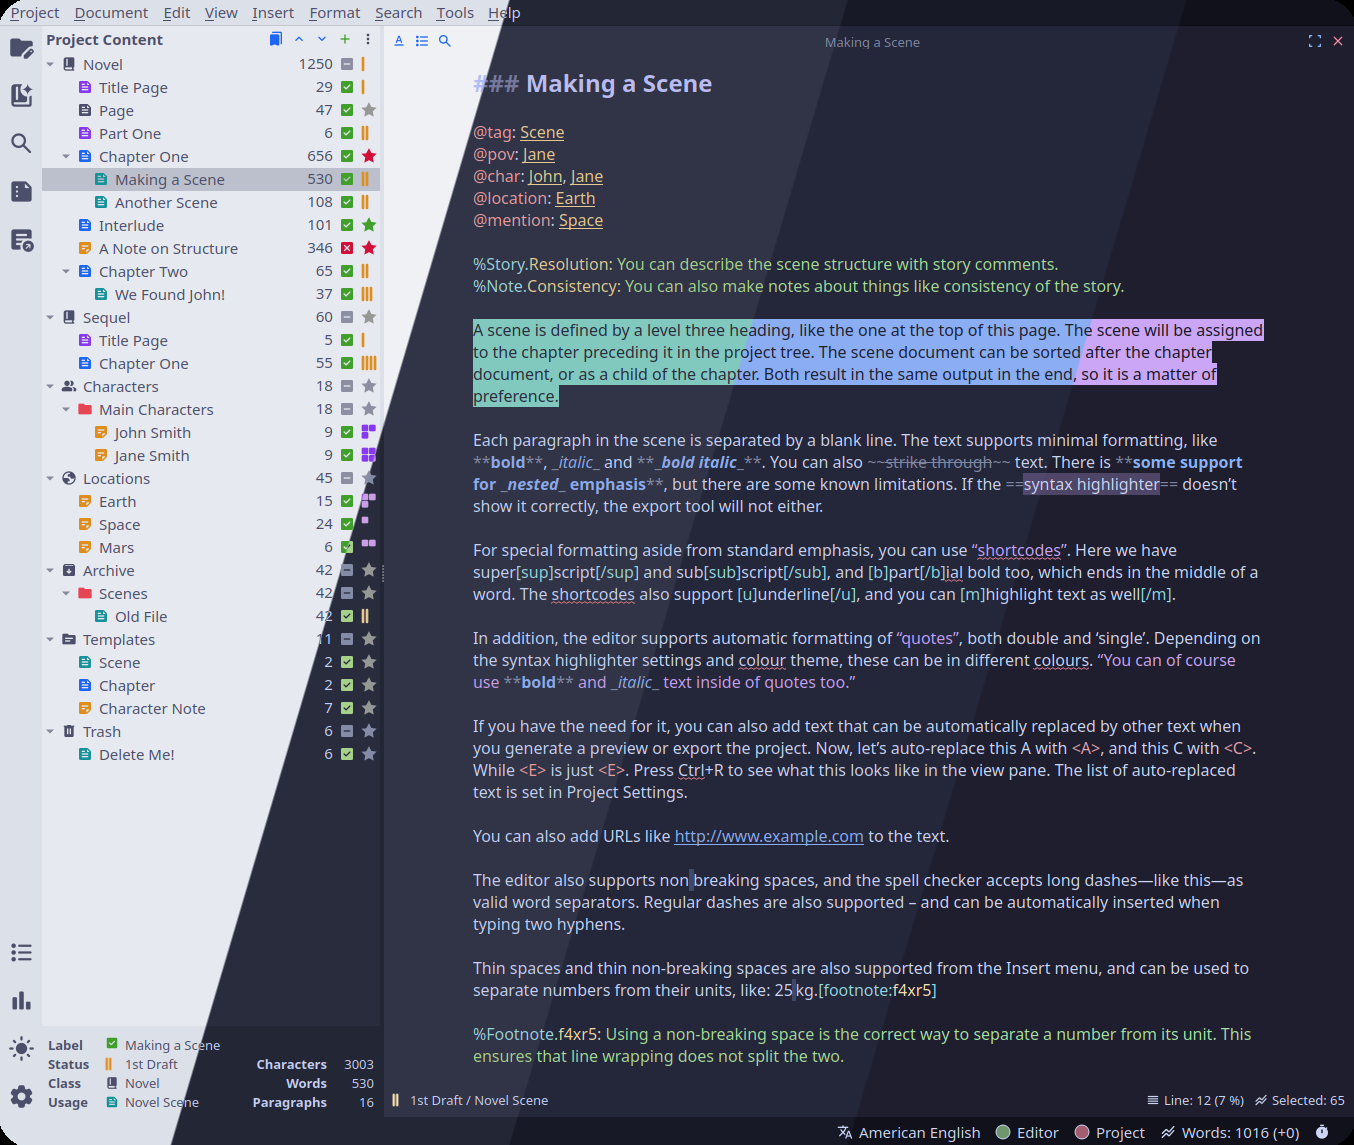 Project Document Edit View Insert Format Search Tools Help
Project Content
Novel 1250
Title Page 29
Page 47
Part One 6
Chapter One 656
Making a Scene 530
Another Scene 108
Interlude 101
A Note on Structure 346
Chapter Two 65
We Found John! 37
Sequel 60
Title Page 5
Chapter One 55
Characters 18
Main Characters 18
John Smith 9
Jane Smith 9
Locations 45
Earth 15
Space 24
Mars 6
Archive 42
Scenes 42
Old File 42
Templates 11
Scene 2
Chapter 2
Character Note 7
Trash 6
Delete Me! 6
Label Making a Scene
Status 1st Draft Characters 3003
Class Novel Words 530
Usage Novel Scene Paragraphs 16
Making a Scene
### Making a Scene
@tag: Scene
@pov: Jane
@char: John, Jane
@location: Earth
@mention: Space
%Story.Resolution: You can describe the scene structure with story comments.
%Note.Consistency: You can also make notes about things like consistency of the story.
A scene is defined by a level three heading, like the one at the top of this page. The scene will be assigned
to the chapter preceding it in the project tree. The scene document can be sorted after the chapter
document, or as a child of the chapter. Both result in the same output in the end, so it is a matter of
preference.
Each paragraph in the scene is separated by a blank line. The text supports minimal formatting, like
**bold**, _italic_ and **_bold italic_**. You can also ~~strike through~~ text. There is **some support
for _nested_ emphasis**, but there are some known limitations. If the ==syntax highlighter== doesn’t
show it correctly, the export tool will not either.
For special formatting aside from standard emphasis, you can use “shortcodes”. Here we have
super[sup]script[/sup] and sub[sub]script[/sub], and [b]part[/b]ial bold too, which ends in the middle of a
word. The shortcodes also support [u]underline[/u], and you can [m]highlight text as well[/m].
In addition, the editor supports automatic formatting of “quotes”, both double and ‘single’. Depending on
the syntax highlighter settings and colour theme, these can be in different colours. “You can of course
use **bold** and _italic_ text inside of quotes too.”
If you have the need for it, you can also add text that can be automatically replaced by other text when
you generate a preview or export the project. Now, let’s auto-replace this A with <A>, and this C with <C>.
While <E> is just <E>. Press Ctrl+R to see what this looks like in the view pane. The list of auto-replaced
text is set in Project Settings.
You can also add URLs like http://www.example.com to the text.
The editor also supports non breaking spaces, and the spell checker accepts long dashes—like this—as
valid word separators. Regular dashes are also supported – and can be automatically inserted when
typing two hyphens.
Thin spaces and thin non-breaking spaces are also supported from the Insert menu, and can be used to
separate numbers from their units, like: 25 kg.[footnote:f4xr5]
%Footnote.f4xr5: Using a non-breaking space is the correct way to separate a number from its unit. This
ensures that line wrapping does not split the two.
1st Draft / Novel Scene Line: 12 (7 %) Selected: 65
American English Editor Project Words: 1016 (+0)